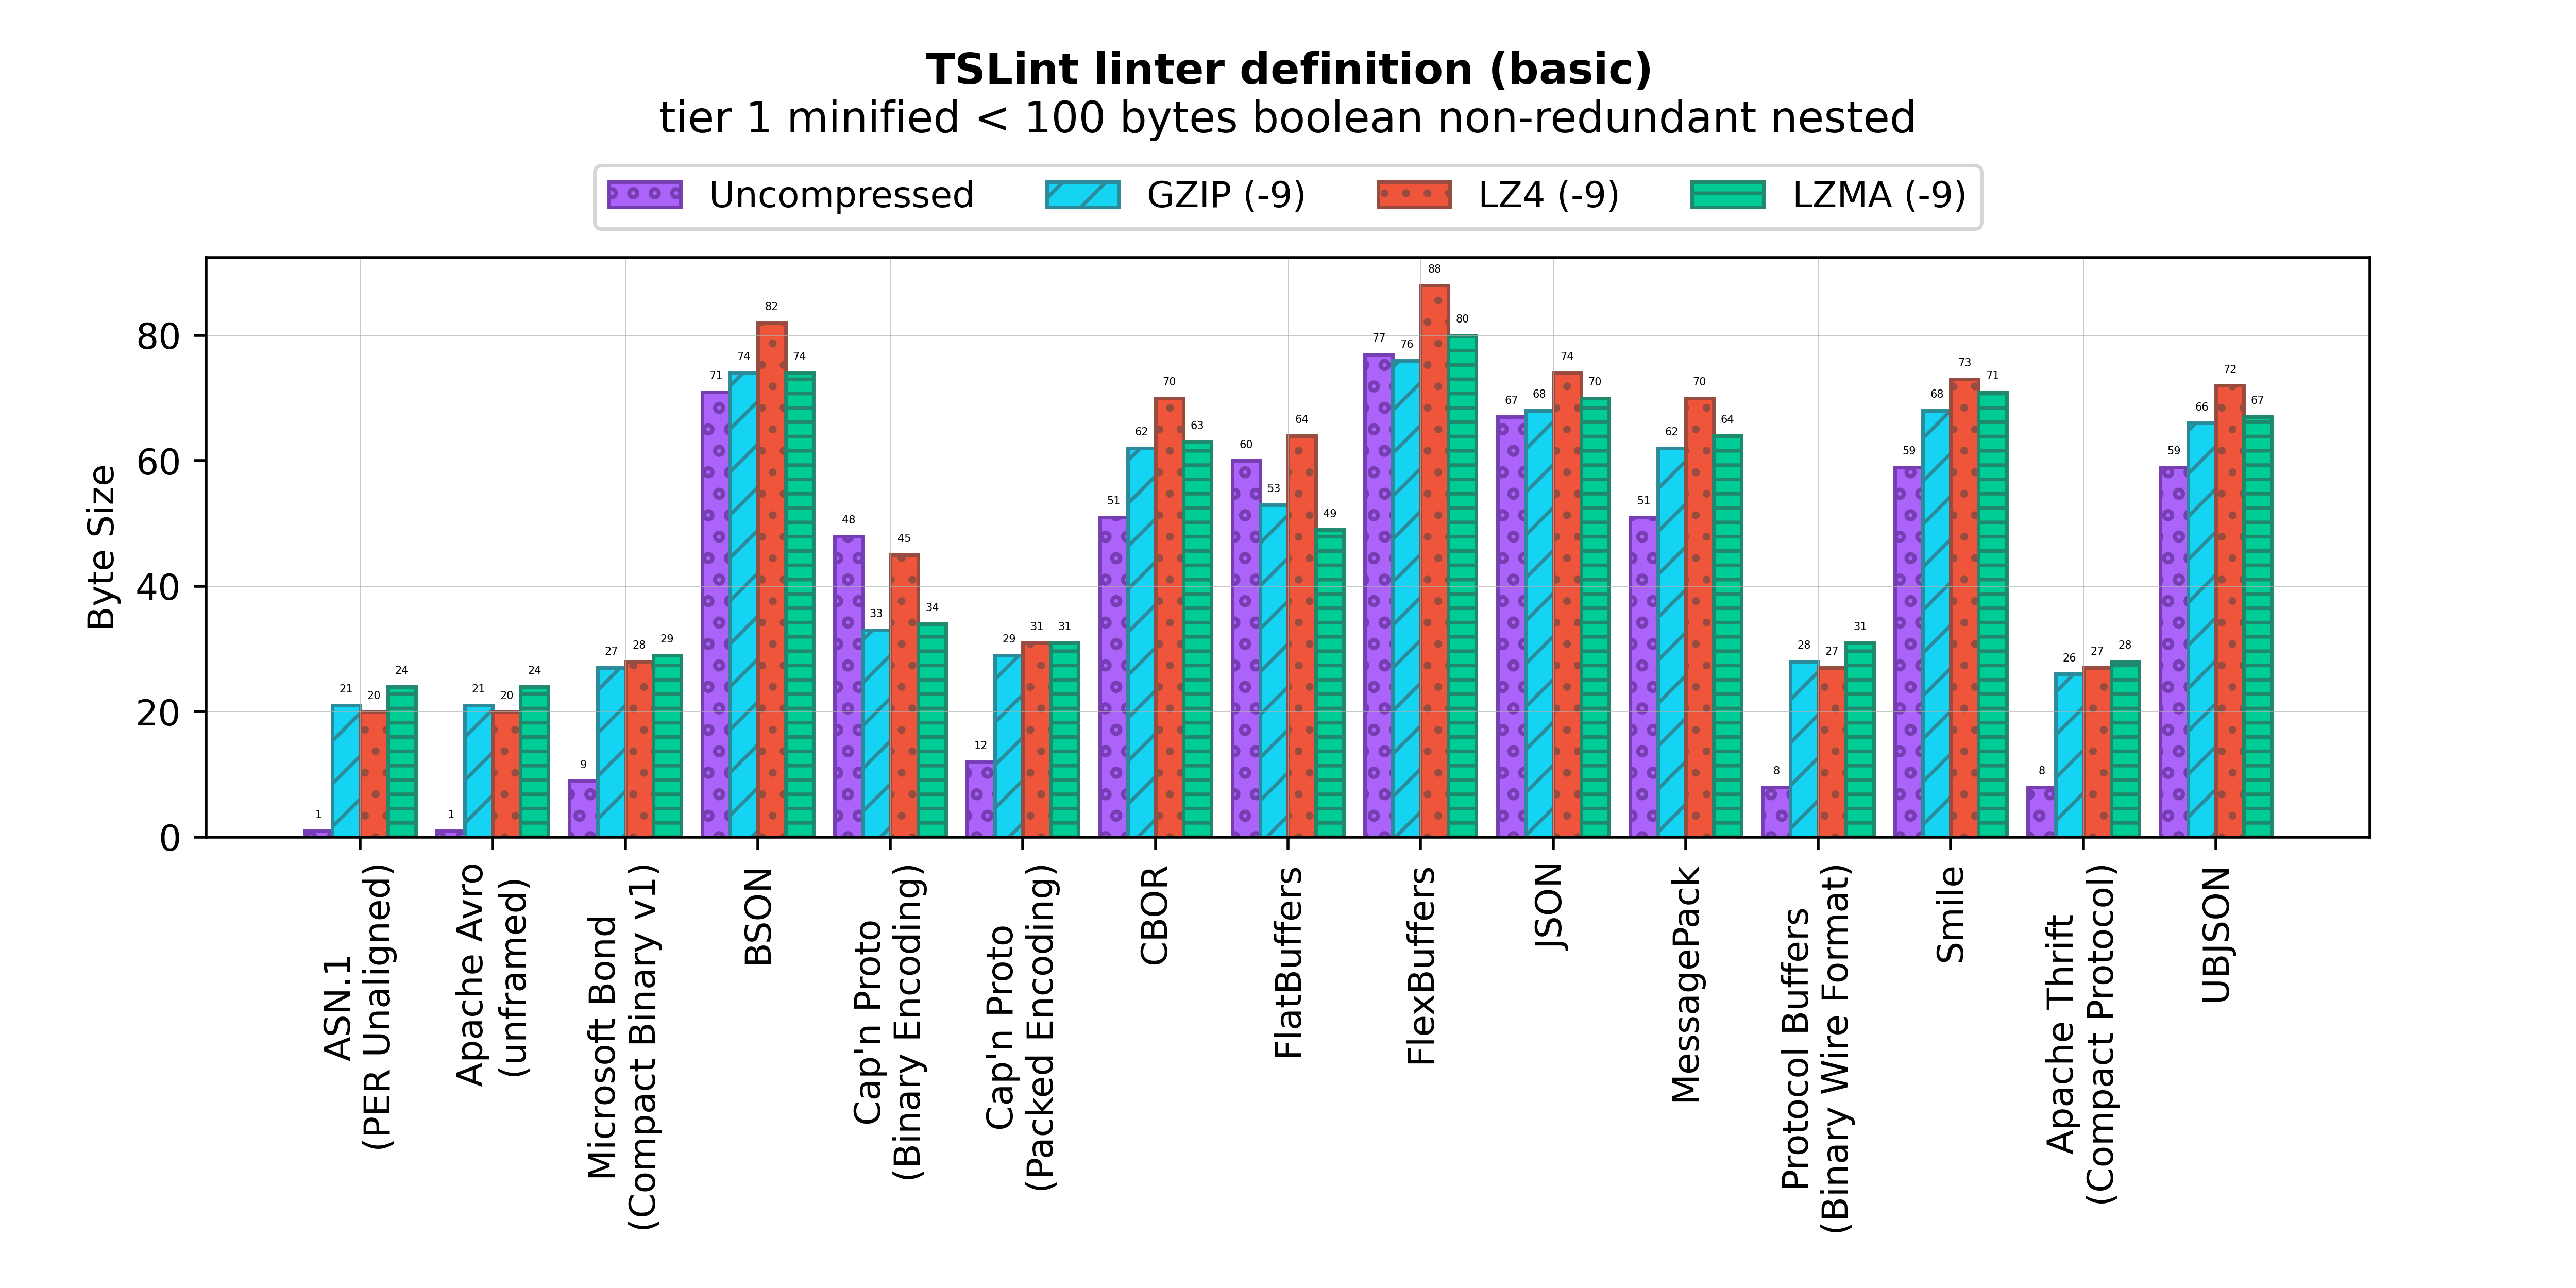 TSLint linter definition (basic)
tier 1 minified < 100 bytes boolean non-redundant nested
Uncompressed GZIP (-9) LZ4 (-9) LZMA (-9)
Byte Size
80
60
40
20
0
1 21 20 24
1 21 20 24
9 27 28 29
71 74 82 74
48 33 45 34
12 29 31 31
51 62 70 63
60 53 64 49
77 76 88 80
67 68 74 70
51 62 70 64
8 28 27 31
59 68 73 71
8 26 27 28
59 66 72 67
ASN.1
(PER Unaligned)
Apache Avro
(unframed)
Microsoft Bond
(Compact Binary v1)
BSON
Cap'n Proto
(Binary Encoding)
Cap'n Proto
(Packed Encoding)
CBOR
FlatBuffers
FlexBuffers
JSON
MessagePack
Protocol Buffers
(Binary Wire Format)
Smile
Apache Thrift
(Compact Protocol)
UBJSON